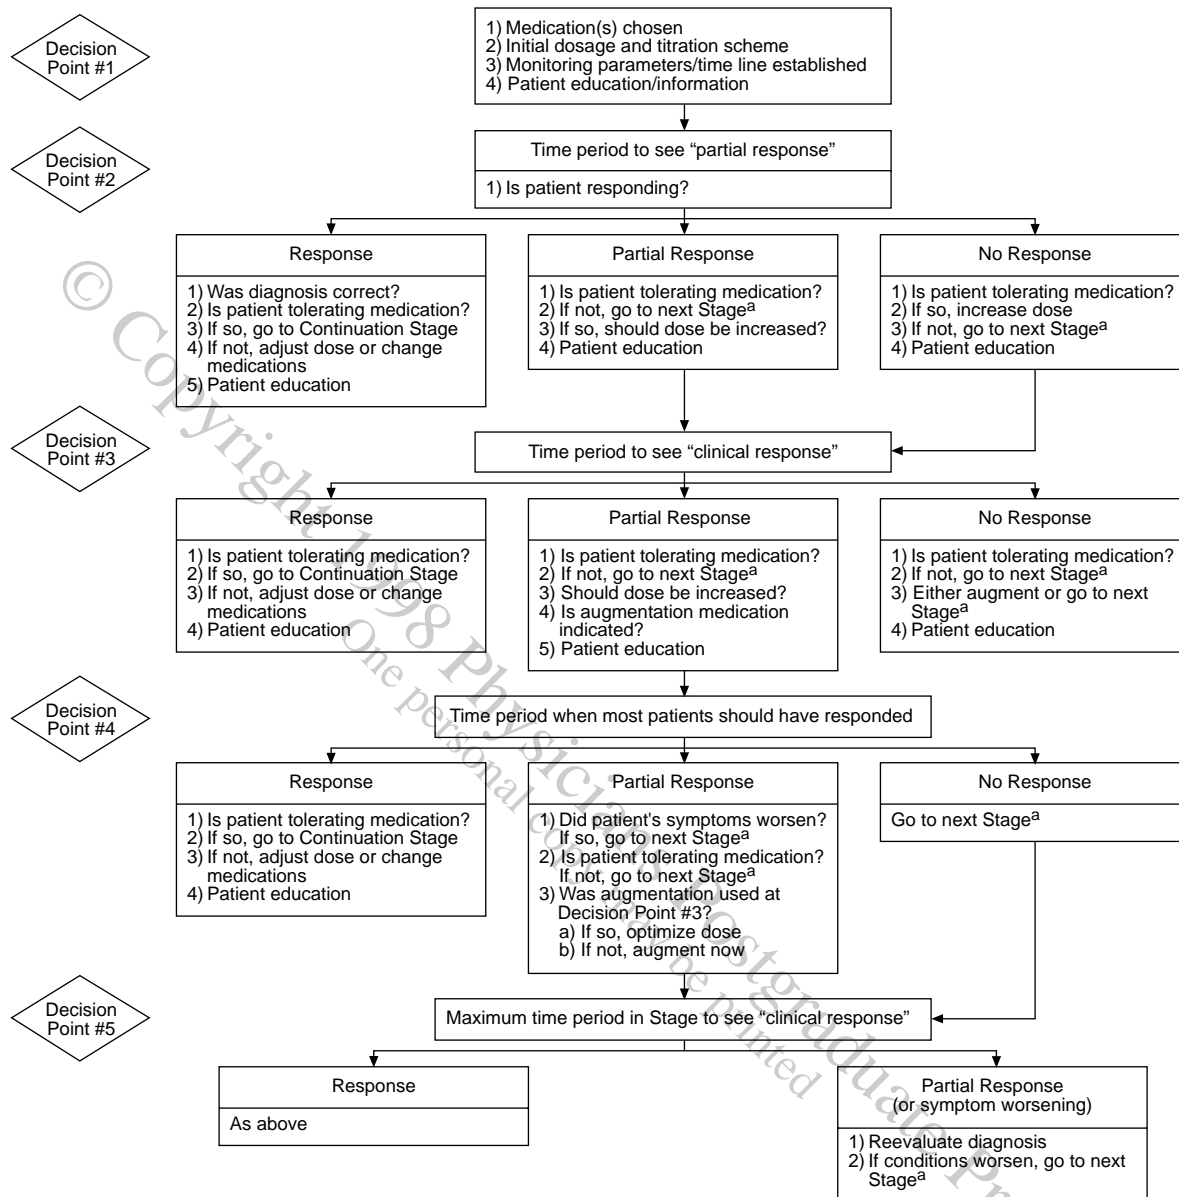 Decision
Point #1
1) Medication(s) chosen
2) Initial dosage and titration scheme
3) Monitoring parameters/time line established
4) Patient education/information
Decision
Point #2
Time period to see “partial response”
1) Is patient responding?
Response
1) Was diagnosis correct?
2) Is patient tolerating medication?
3) If so, go to Continuation Stage
4) If not, adjust dose or change
medications
5) Patient education
Partial Response
1) Is patient tolerating medication?
2) If not, go to next Stageᵃ
3) If so, should dose be increased?
4) Patient education
No Response
1) Is patient tolerating medication?
2) If so, increase dose
3) If not, go to next Stageᵃ
4) Patient education
Decision
Point #3
Time period to see “clinical response”
Response
1) Is patient tolerating medication?
2) If so, go to Continuation Stage
3) If not, adjust dose or change
medications
4) Patient education
Partial Response
1) Is patient tolerating medication?
2) If not, go to next Stageᵃ
3) Should dose be increased?
4) Is augmentation medication
indicated?
5) Patient education
No Response
1) Is patient tolerating medication?
2) If not, go to next Stageᵃ
3) Either augment or go to next
Stageᵃ
4) Patient education
Decision
Point #4
Time period when most patients should have responded
Response
1) Is patient tolerating medication?
2) If so, go to Continuation Stage
3) If not, adjust dose or change
medications
4) Patient education
Partial Response
1) Did patient's symptoms worsen?
If so, go to next Stageᵃ
2) Is patient tolerating medication?
If not, go to next Stageᵃ
3) Was augmentation used at
Decision Point #3?
a) If so, optimize dose
b) If not, augment now
No Response
Go to next Stageᵃ
Decision
Point #5
Maximum time period in Stage to see “clinical response”
Response
As above
Partial Response
(or symptom worsening)
1) Reevaluate diagnosis
2) If conditions worsen, go to next
Stageᵃ
© Copyright 1998 Physicians Postgraduate Pr
One personal copy may be printed